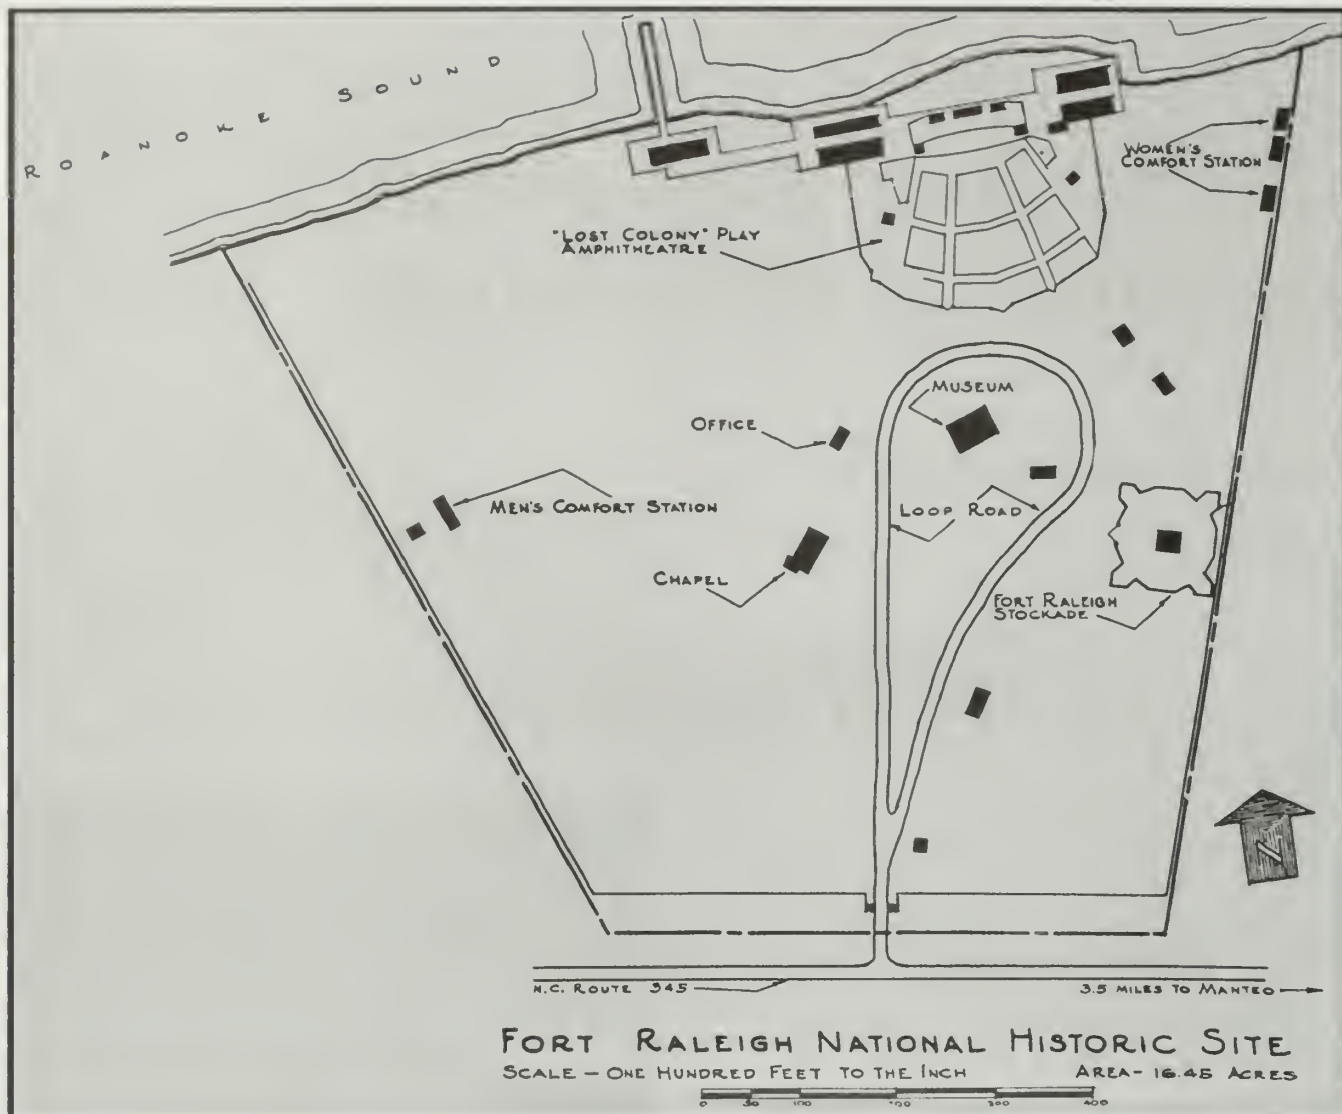 ROANOKE SOUND
WOMEN'S
COMFORT STATION
"LOST COLONY" PLAY
AMPHITHEATRE
MUSEUM
OFFICE
MEN'S COMFORT STATION
LOOP ROAD
CHAPEL
FORT RALEIGH
STOCKADE
N
N.C. ROUTE 345
3.5 MILES TO MANTEO
FORT RALEIGH NATIONAL HISTORIC SITE
SCALE - ONE HUNDRED FEET TO THE INCH
AREA - 16.45 ACRES
0 50 100 200 300 400